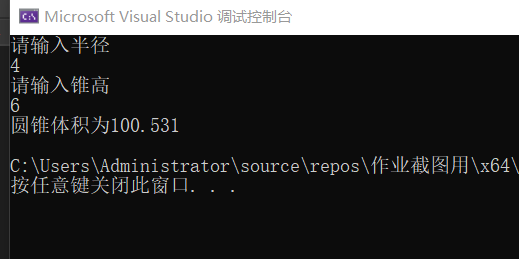 Microsoft Visual Studio 调试控制台
请输入半径
4
请输入锥高
6
圆锥体积为100.531
C:\Users\Administrator\source\repos\作业截图用\x64\
按任意键关闭此窗口. . .